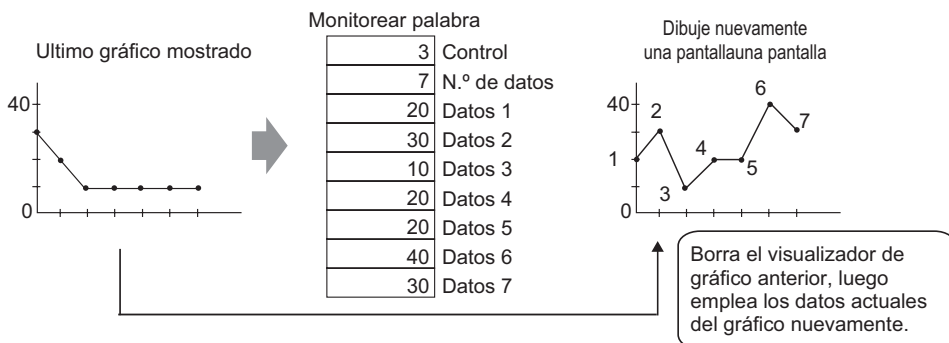 Ultimo gráfico mostrado
40
0
Monitorear palabra
3 Control
7 N.º de datos
20 Datos 1
30 Datos 2
10 Datos 3
20 Datos 4
20 Datos 5
40 Datos 6
30 Datos 7
Dibuje nuevamente
una pantallauna pantalla
40
0
1
2
3
4
5
6
7
Borra el visualizador de
gráfico anterior, luego
emplea los datos actuales
del gráfico nuevamente.